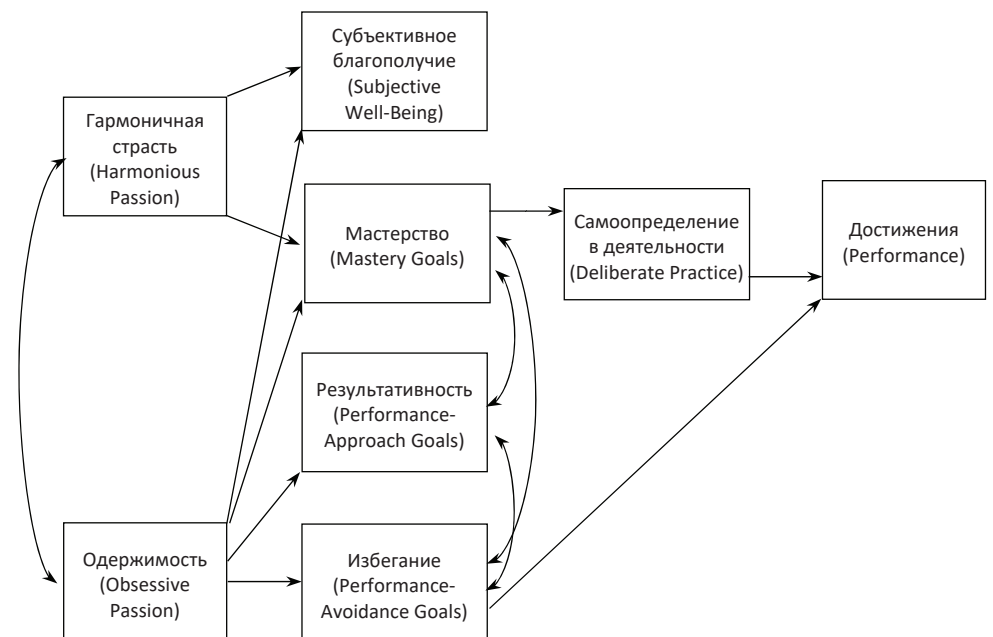 Субъективное
благополучие
(Subjective
Well-Being)
Гармоничная
страсть
(Harmonious
Passion)
Мастерство
(Mastery Goals)
Самоопределение
в деятельности
(Deliberate Practice)
Достижения
(Performance)
Результативность
(Performance-
Approach Goals)
Одержимость
(Obsessive
Passion)
Избегание
(Performance-
Avoidance Goals)